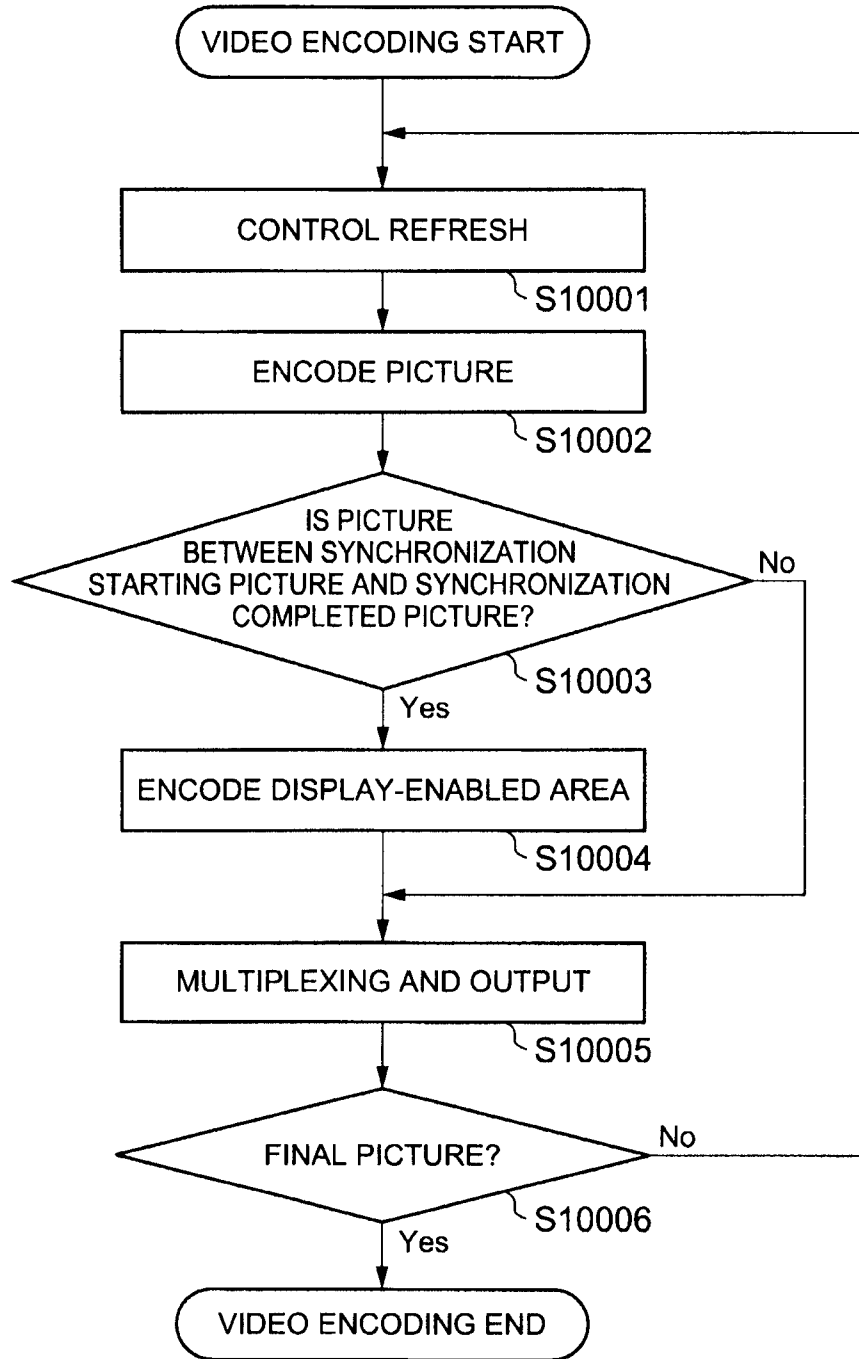 VIDEO ENCODING START
CONTROL REFRESH
S10001
ENCODE PICTURE
S10002
IS PICTURE
BETWEEN SYNCHRONIZATION
STARTING PICTURE AND SYNCHRONIZATION
COMPLETED PICTURE?
No
S10003
Yes
ENCODE DISPLAY-ENABLED AREA
S10004
MULTIPLEXING AND OUTPUT
S10005
FINAL PICTURE?
No
S10006
Yes
VIDEO ENCODING END